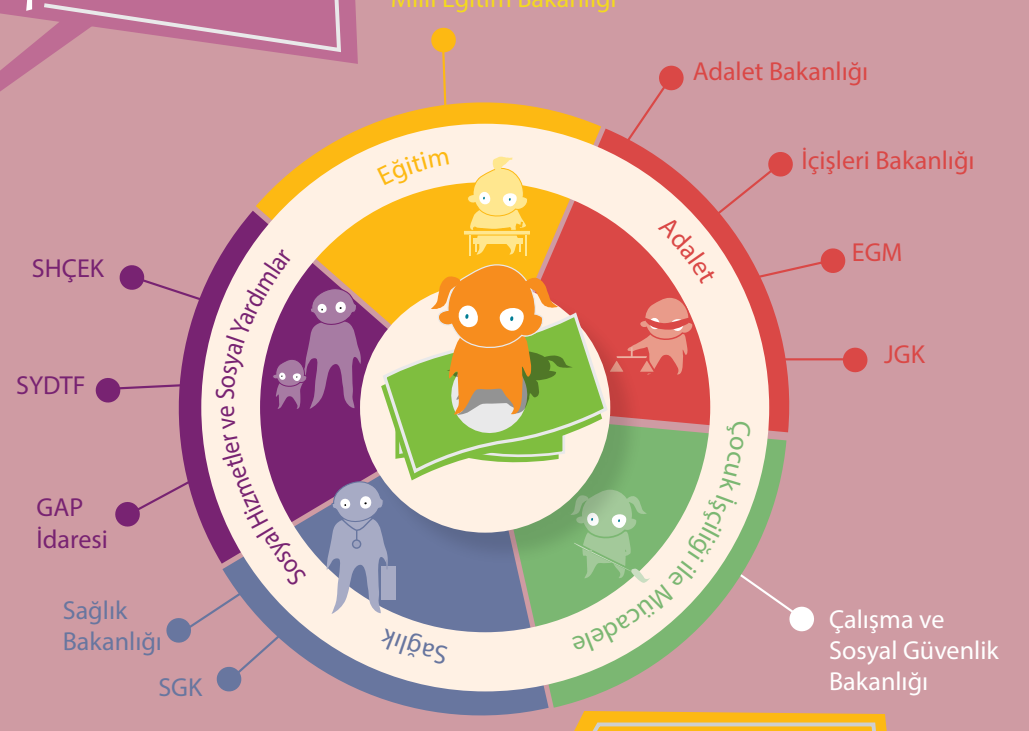 Milli Eğitim Bakanlığı
Adalet Bakanlığı
İçişleri Bakanlığı
EGM
JGK
Eğitim
Adalet
Çocuk İşçiliği ile Mücadele
Sağlık
Sosyal Hizmetler ve Sosyal Yardımlar
SHÇEK
SYDTF
GAP
İdaresi
Sağlık
Bakanlığı
SGK
Çalışma ve
Sosyal Güvenlik
Bakanlığı